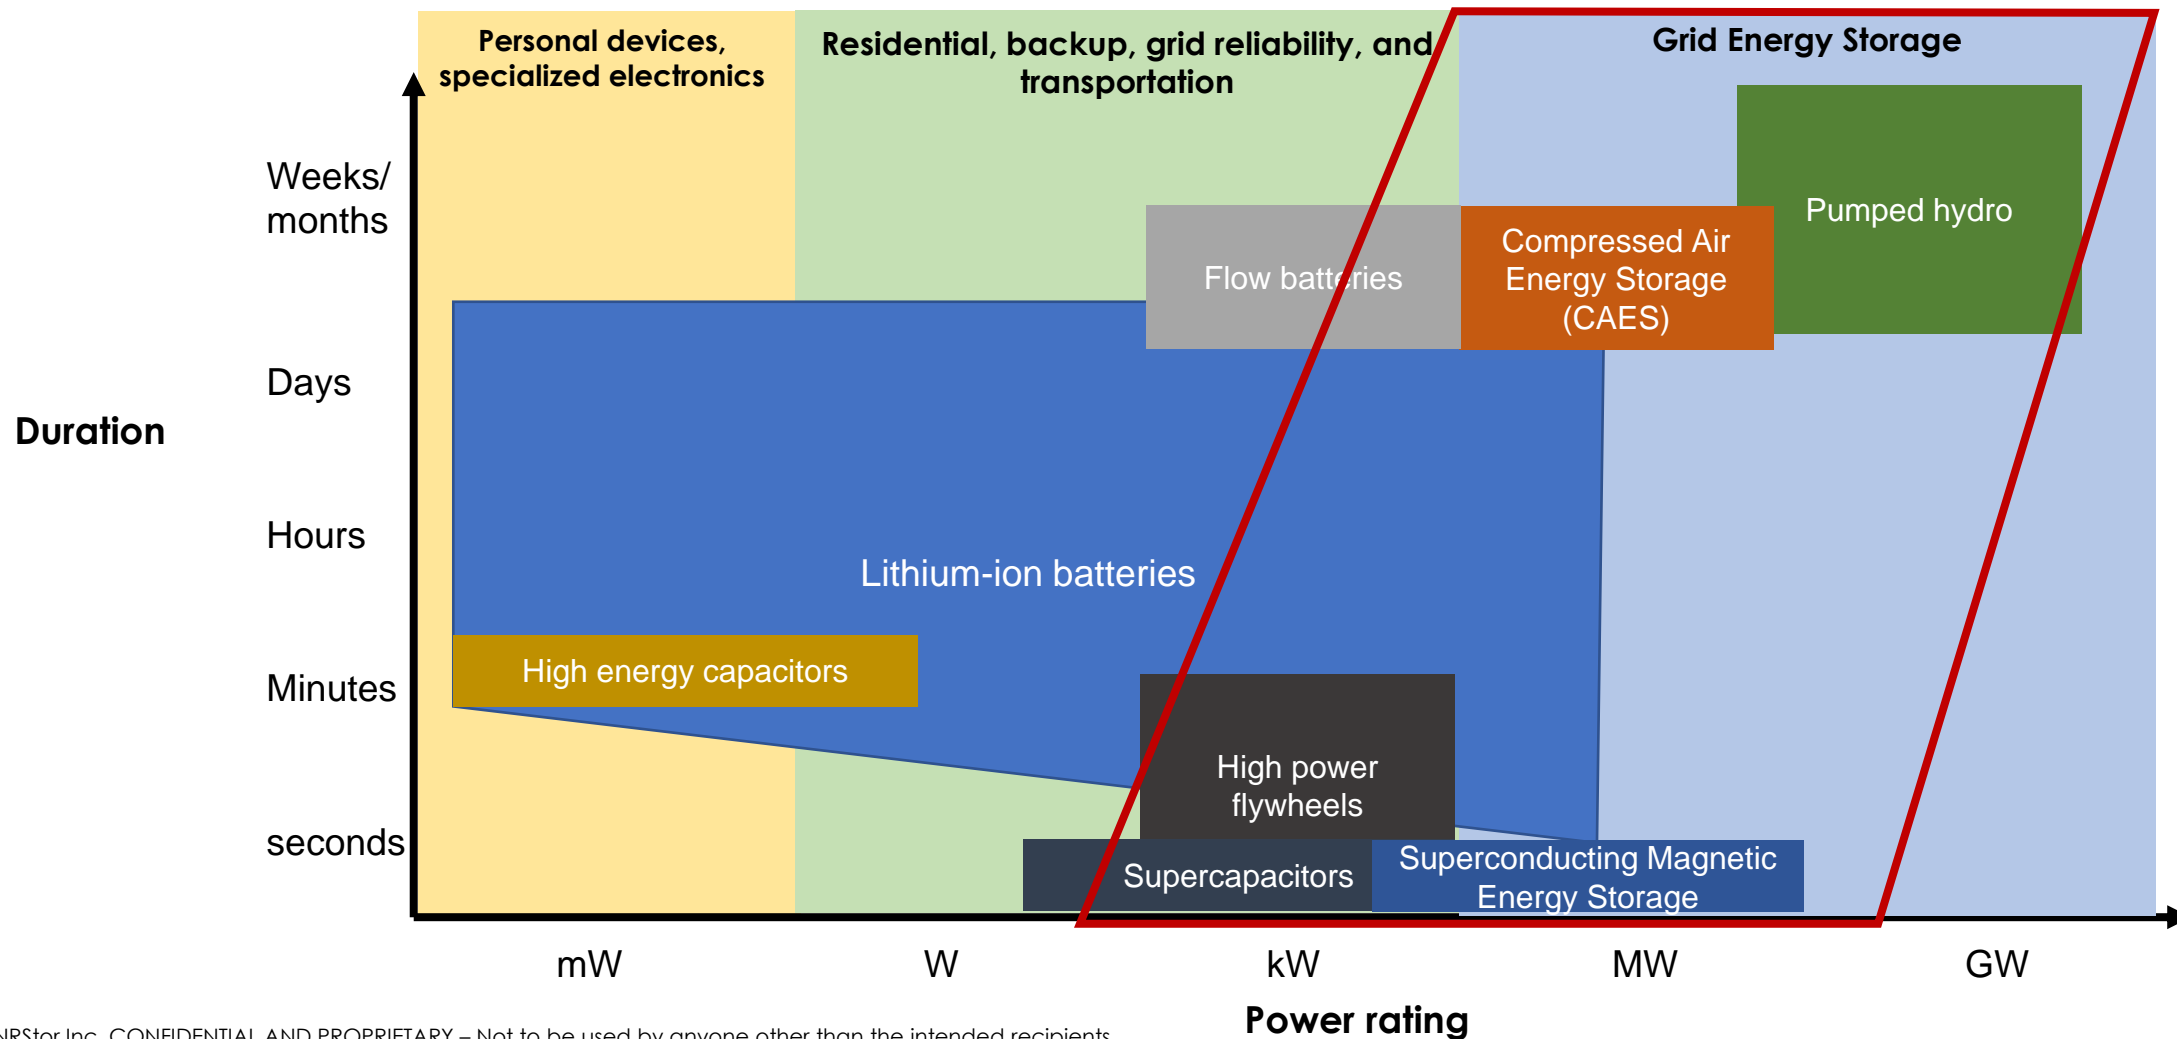 Personal devices,
specialized electronics
Residential, backup, grid reliability, and
transportation
Grid Energy Storage
Weeks/
months
Days
Duration
Hours
Minutes
seconds
Pumped hydro
Compressed Air
Energy Storage
(CAES)
Flow batteries
Lithium-ion batteries
High energy capacitors
High power
flywheels
Supercapacitors
Superconducting Magnetic
Energy Storage
mW
W
kW
MW
GW
Power rating
NRStor Inc. CONFIDENTIAL AND PROPRIETARY – Not to be used by anyone other than the intended recipients